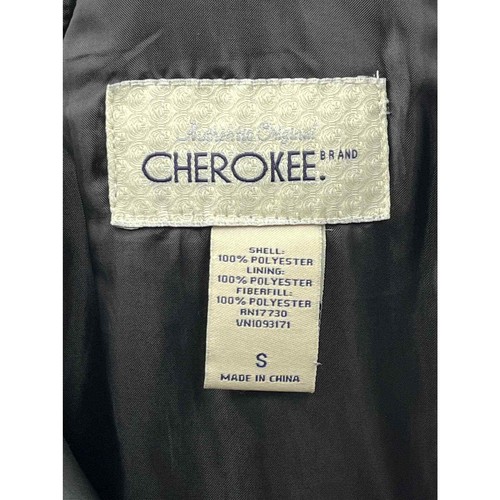 Authentic Original
CHEROKEE. BRAND
SHELL:
100% POLYESTER
LINING:
100% POLYESTER
FIBERFILL:
100% POLYESTER
RN17730
VN1093171
S
MADE IN CHINA